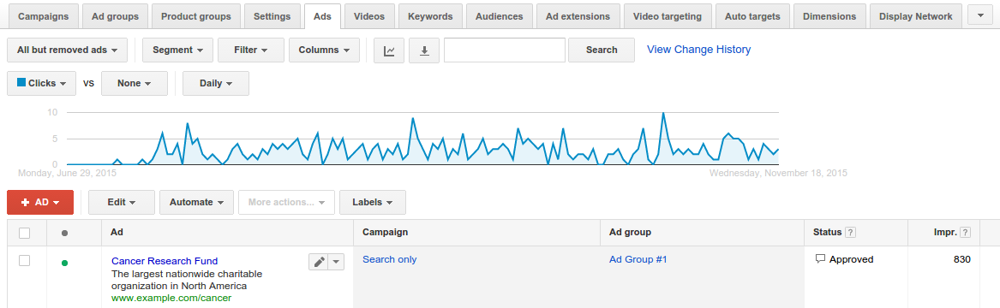 Campaigns Ad groups Product groups Settings Ads Videos Keywords Audiences Ad extensions Video targeting Auto targets Dimensions Display Network
All but removed ads Segment Filter Columns Search View Change History
Clicks vs None Daily
10
5
0
Monday, June 29, 2015 Wednesday, November 18, 2015
+ AD Edit Automate More actions... Labels
Ad Campaign Ad group Status ? Impr. ?
Cancer Research Fund Search only Ad Group #1 Approved 830
The largest nationwide charitable
organization in North America
www.example.com/cancer